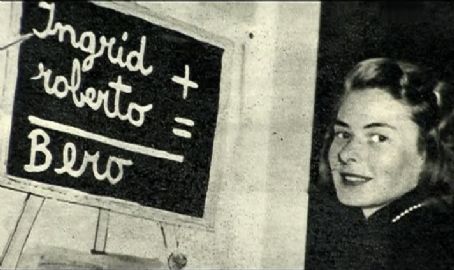 Ingrid +
roberto =
Bero